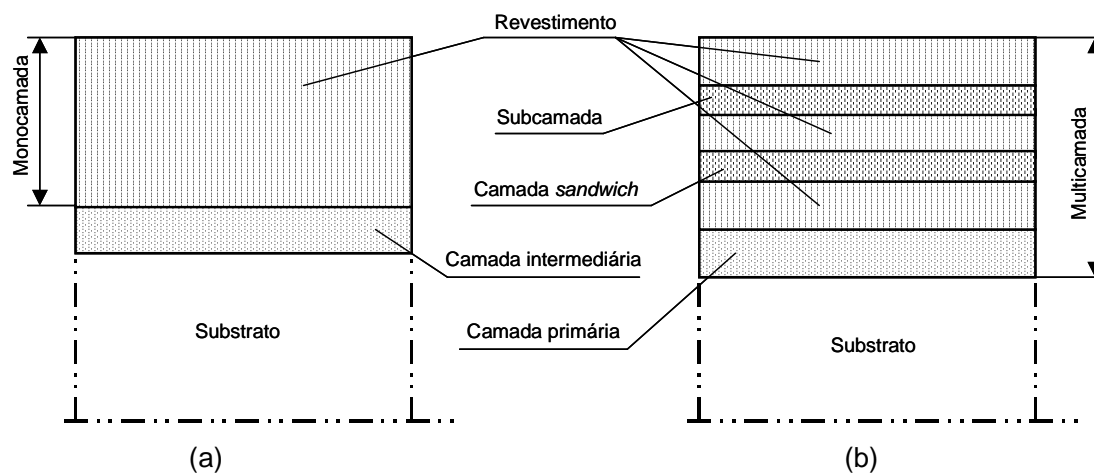 Revestimento
Monocamada
Subcamada
Camada sandwich
Multicamada
Camada intermediária
Substrato
Camada primária
Substrato
(a)
(b)